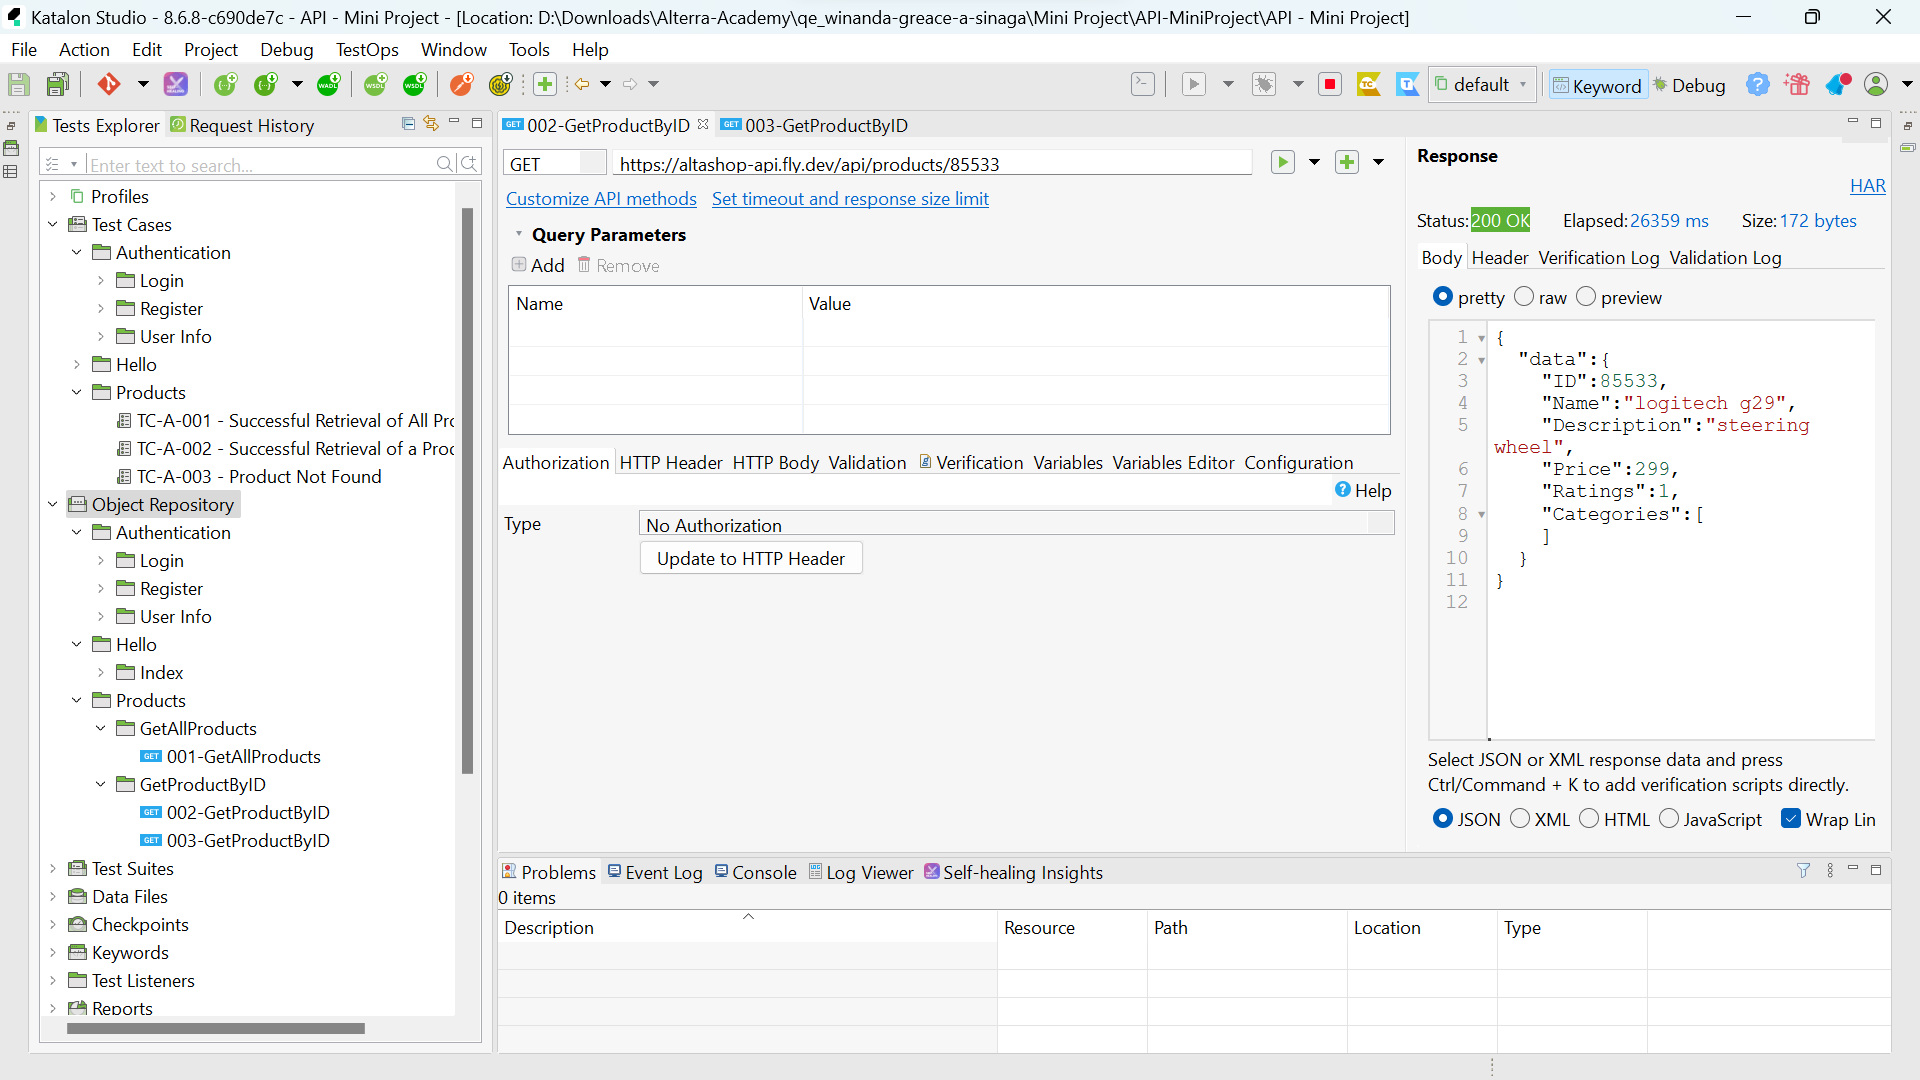 Katalon Studio - 8.6.8-c690de7c - API - Mini Project - [Location: D:\Downloads\Alterra-Academy\qe_winanda-greace-a-sinaga\Mini Project\API-MiniProject\API - Mini Project]
File Action Edit Project Debug TestOps Window Tools Help
default Keyword Debug
Tests Explorer Request History
Enter text to search...
Profiles
Test Cases
Authentication
Login
Register
User Info
Hello
Products
TC-A-001 - Successful Retrieval of All Pro
TC-A-002 - Successful Retrieval of a Proc
TC-A-003 - Product Not Found
Object Repository
Authentication
Login
Register
User Info
Hello
Index
Products
GetAllProducts
GET 001-GetAllProducts
GetProductByID
GET 002-GetProductByID
GET 003-GetProductByID
Test Suites
Data Files
Checkpoints
Keywords
Test Listeners
Reports
GET 002-GetProductByID GET 003-GetProductByID
GET https://altashop-api.fly.dev/api/products/85533
Customize API methods Set timeout and response size limit
Query Parameters
Add Remove
Name Value
Authorization HTTP Header HTTP Body Validation Verification Variables Variables Editor Configuration
Help
Type No Authorization
Update to HTTP Header
Response
HAR
Status: 200 OK Elapsed: 26359 ms Size: 172 bytes
Body Header Verification Log Validation Log
pretty raw preview
1 {
2 "data":{
3 "ID":85533,
4 "Name":"logitech g29",
5 "Description":"steering
wheel",
6 "Price":299,
7 "Ratings":1,
8 "Categories":[
9 ]
10 }
11 }
12
Select JSON or XML response data and press
Ctrl/Command + K to add verification scripts directly.
JSON XML HTML JavaScript Wrap Lin
Problems Event Log Console Log Viewer Self-healing Insights
0 items
Description Resource Path Location Type